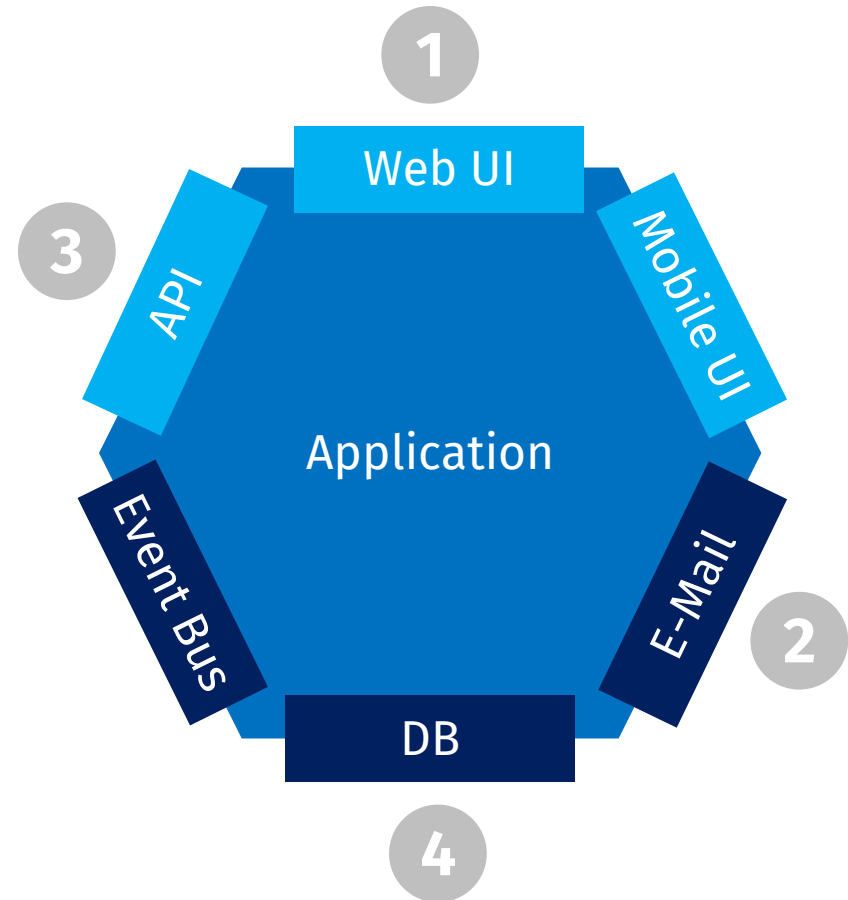 1
Web UI
3
API
Mobile UI
Application
Event Bus
E-Mail
2
DB
4